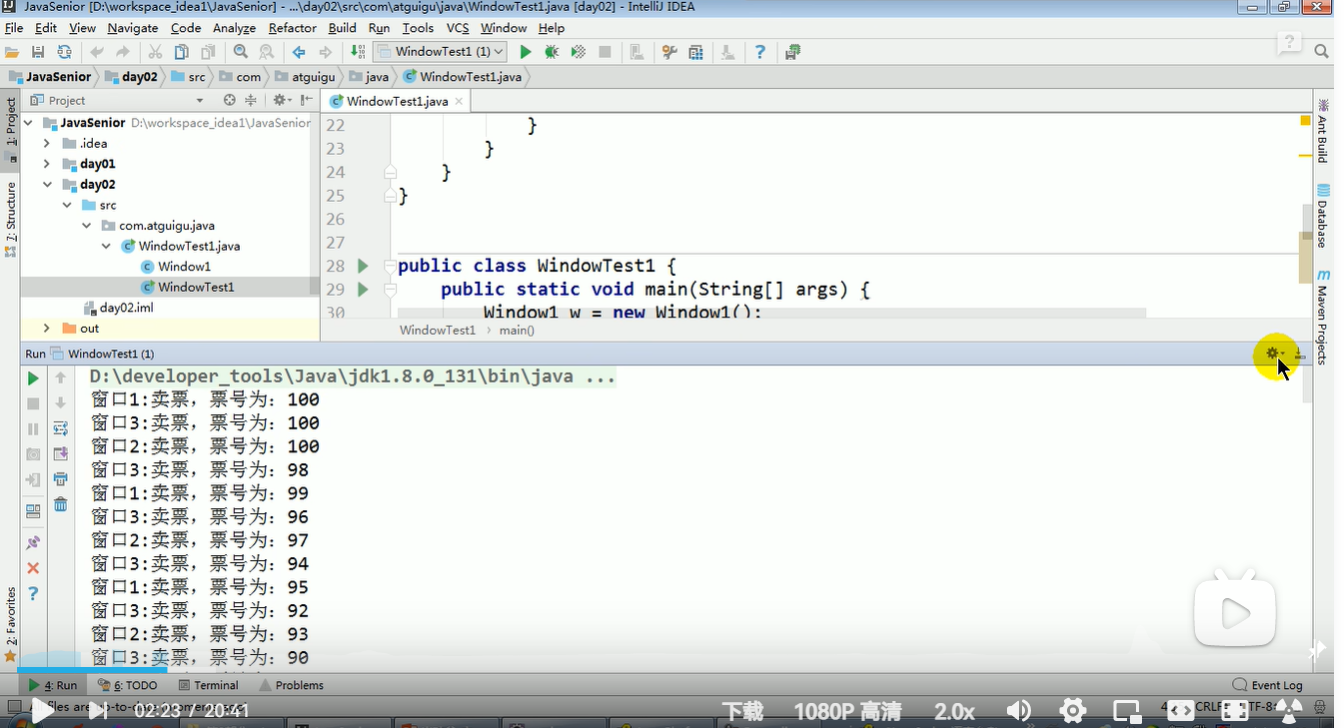 JavaSenior [D:\workspace_idea1\JavaSenior] - ...\day02\src\com\atguigu\java\WindowTest1.java [day02] - IntelliJ IDEA
File Edit View Navigate Code Analyze Refactor Build Run Tools VCS Window Help
WindowTest1 (1)
JavaSenior day02 src com atguigu java WindowTest1.java
Project
WindowTest1.java
1: Project
7: Structure
2: Favorites
JavaSenior D:\workspace_idea1\JavaSenior
.idea
day01
day02
src
com.atguigu.java
WindowTest1.java
Window1
WindowTest1
day02.iml
out
22 }
23 }
24 }
25 }
26
27
28 public class WindowTest1 {
29 public static void main(String[] args) {
30 Window1 w = new Window1();
WindowTest1 › main()
Ant Build
Database
Maven Projects
Run WindowTest1 (1)
D:\developer_tools\Java\jdk1.8.0_131\bin\java ...
窗口1:卖票，票号为：100
窗口3:卖票，票号为：100
窗口2:卖票，票号为：100
窗口3:卖票，票号为：98
窗口1:卖票，票号为：99
窗口3:卖票，票号为：96
窗口2:卖票，票号为：97
窗口3:卖票，票号为：94
窗口1:卖票，票号为：95
窗口3:卖票，票号为：92
窗口2:卖票，票号为：93
窗口3:卖票，票号为：90
4: Run 6: TODO Terminal Problems Event Log
02:23 / 20:41 下载 1080P 高清 2.0x